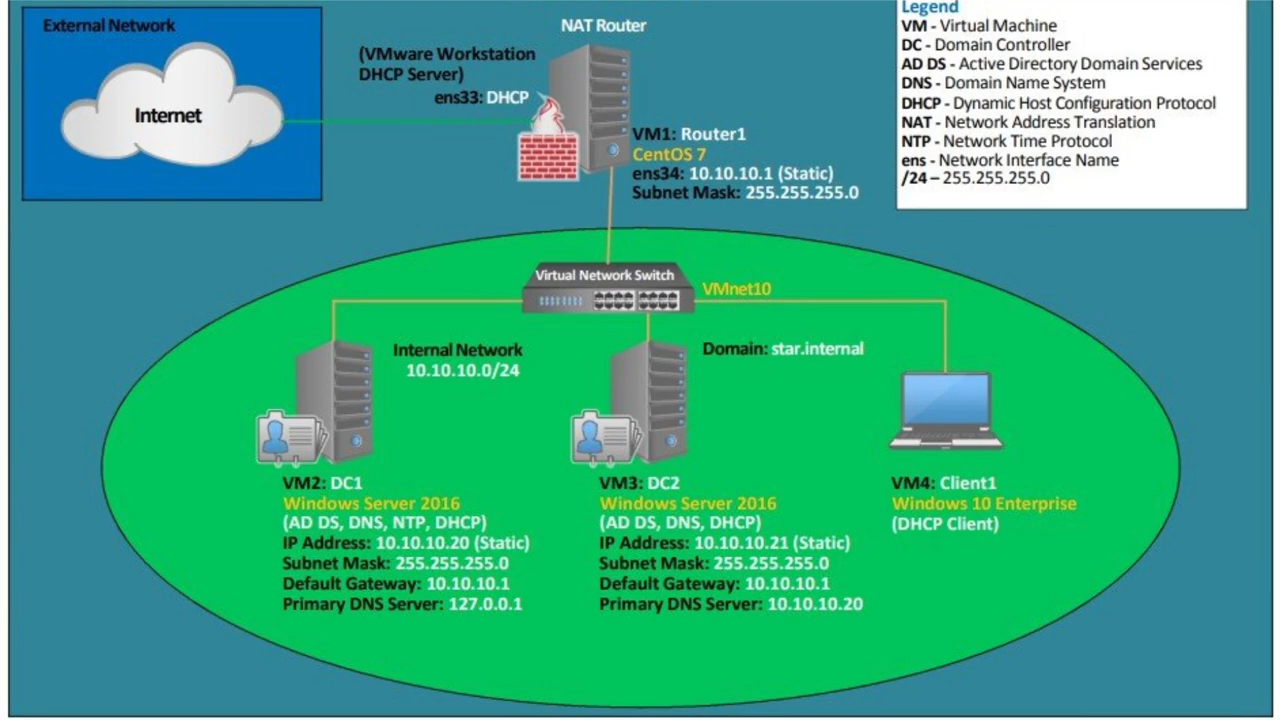 External Network
Internet
NAT Router
(VMware Workstation
DHCP Server)
ens33: DHCP
VM1: Router1
CentOS 7
ens34: 10.10.10.1 (Static)
Subnet Mask: 255.255.255.0
Legend
VM - Virtual Machine
DC - Domain Controller
AD DS - Active Directory Domain Services
DNS - Domain Name System
DHCP - Dynamic Host Configuration Protocol
NAT - Network Address Translation
NTP - Network Time Protocol
ens - Network Interface Name
/24 – 255.255.255.0
Virtual Network Switch
VMnet10
Internal Network
10.10.10.0/24
Domain: star.internal
VM2: DC1
Windows Server 2016
(AD DS, DNS, NTP, DHCP)
IP Address: 10.10.10.20 (Static)
Subnet Mask: 255.255.255.0
Default Gateway: 10.10.10.1
Primary DNS Server: 127.0.0.1
VM3: DC2
Windows Server 2016
(AD DS, DNS, DHCP)
IP Address: 10.10.10.21 (Static)
Subnet Mask: 255.255.255.0
Default Gateway: 10.10.10.1
Primary DNS Server: 10.10.10.20
VM4: Client1
Windows 10 Enterprise
(DHCP Client)